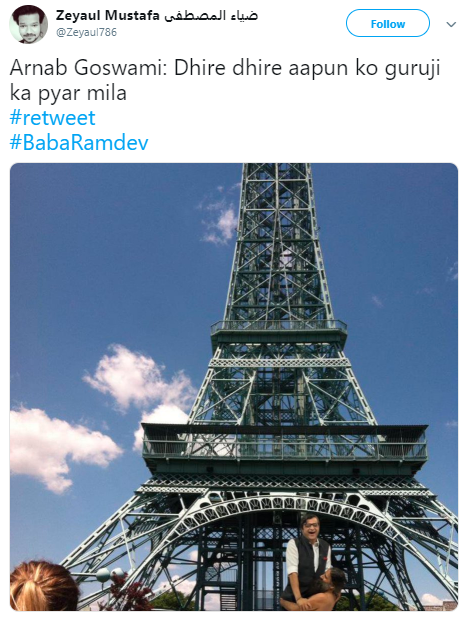 Zeyaul Mustafa ضياء المصطفى
@Zeyaul786
Follow
Arnab Goswami: Dhire dhire aapun ko guruji
ka pyar mila
#retweet
#BabaRamdev